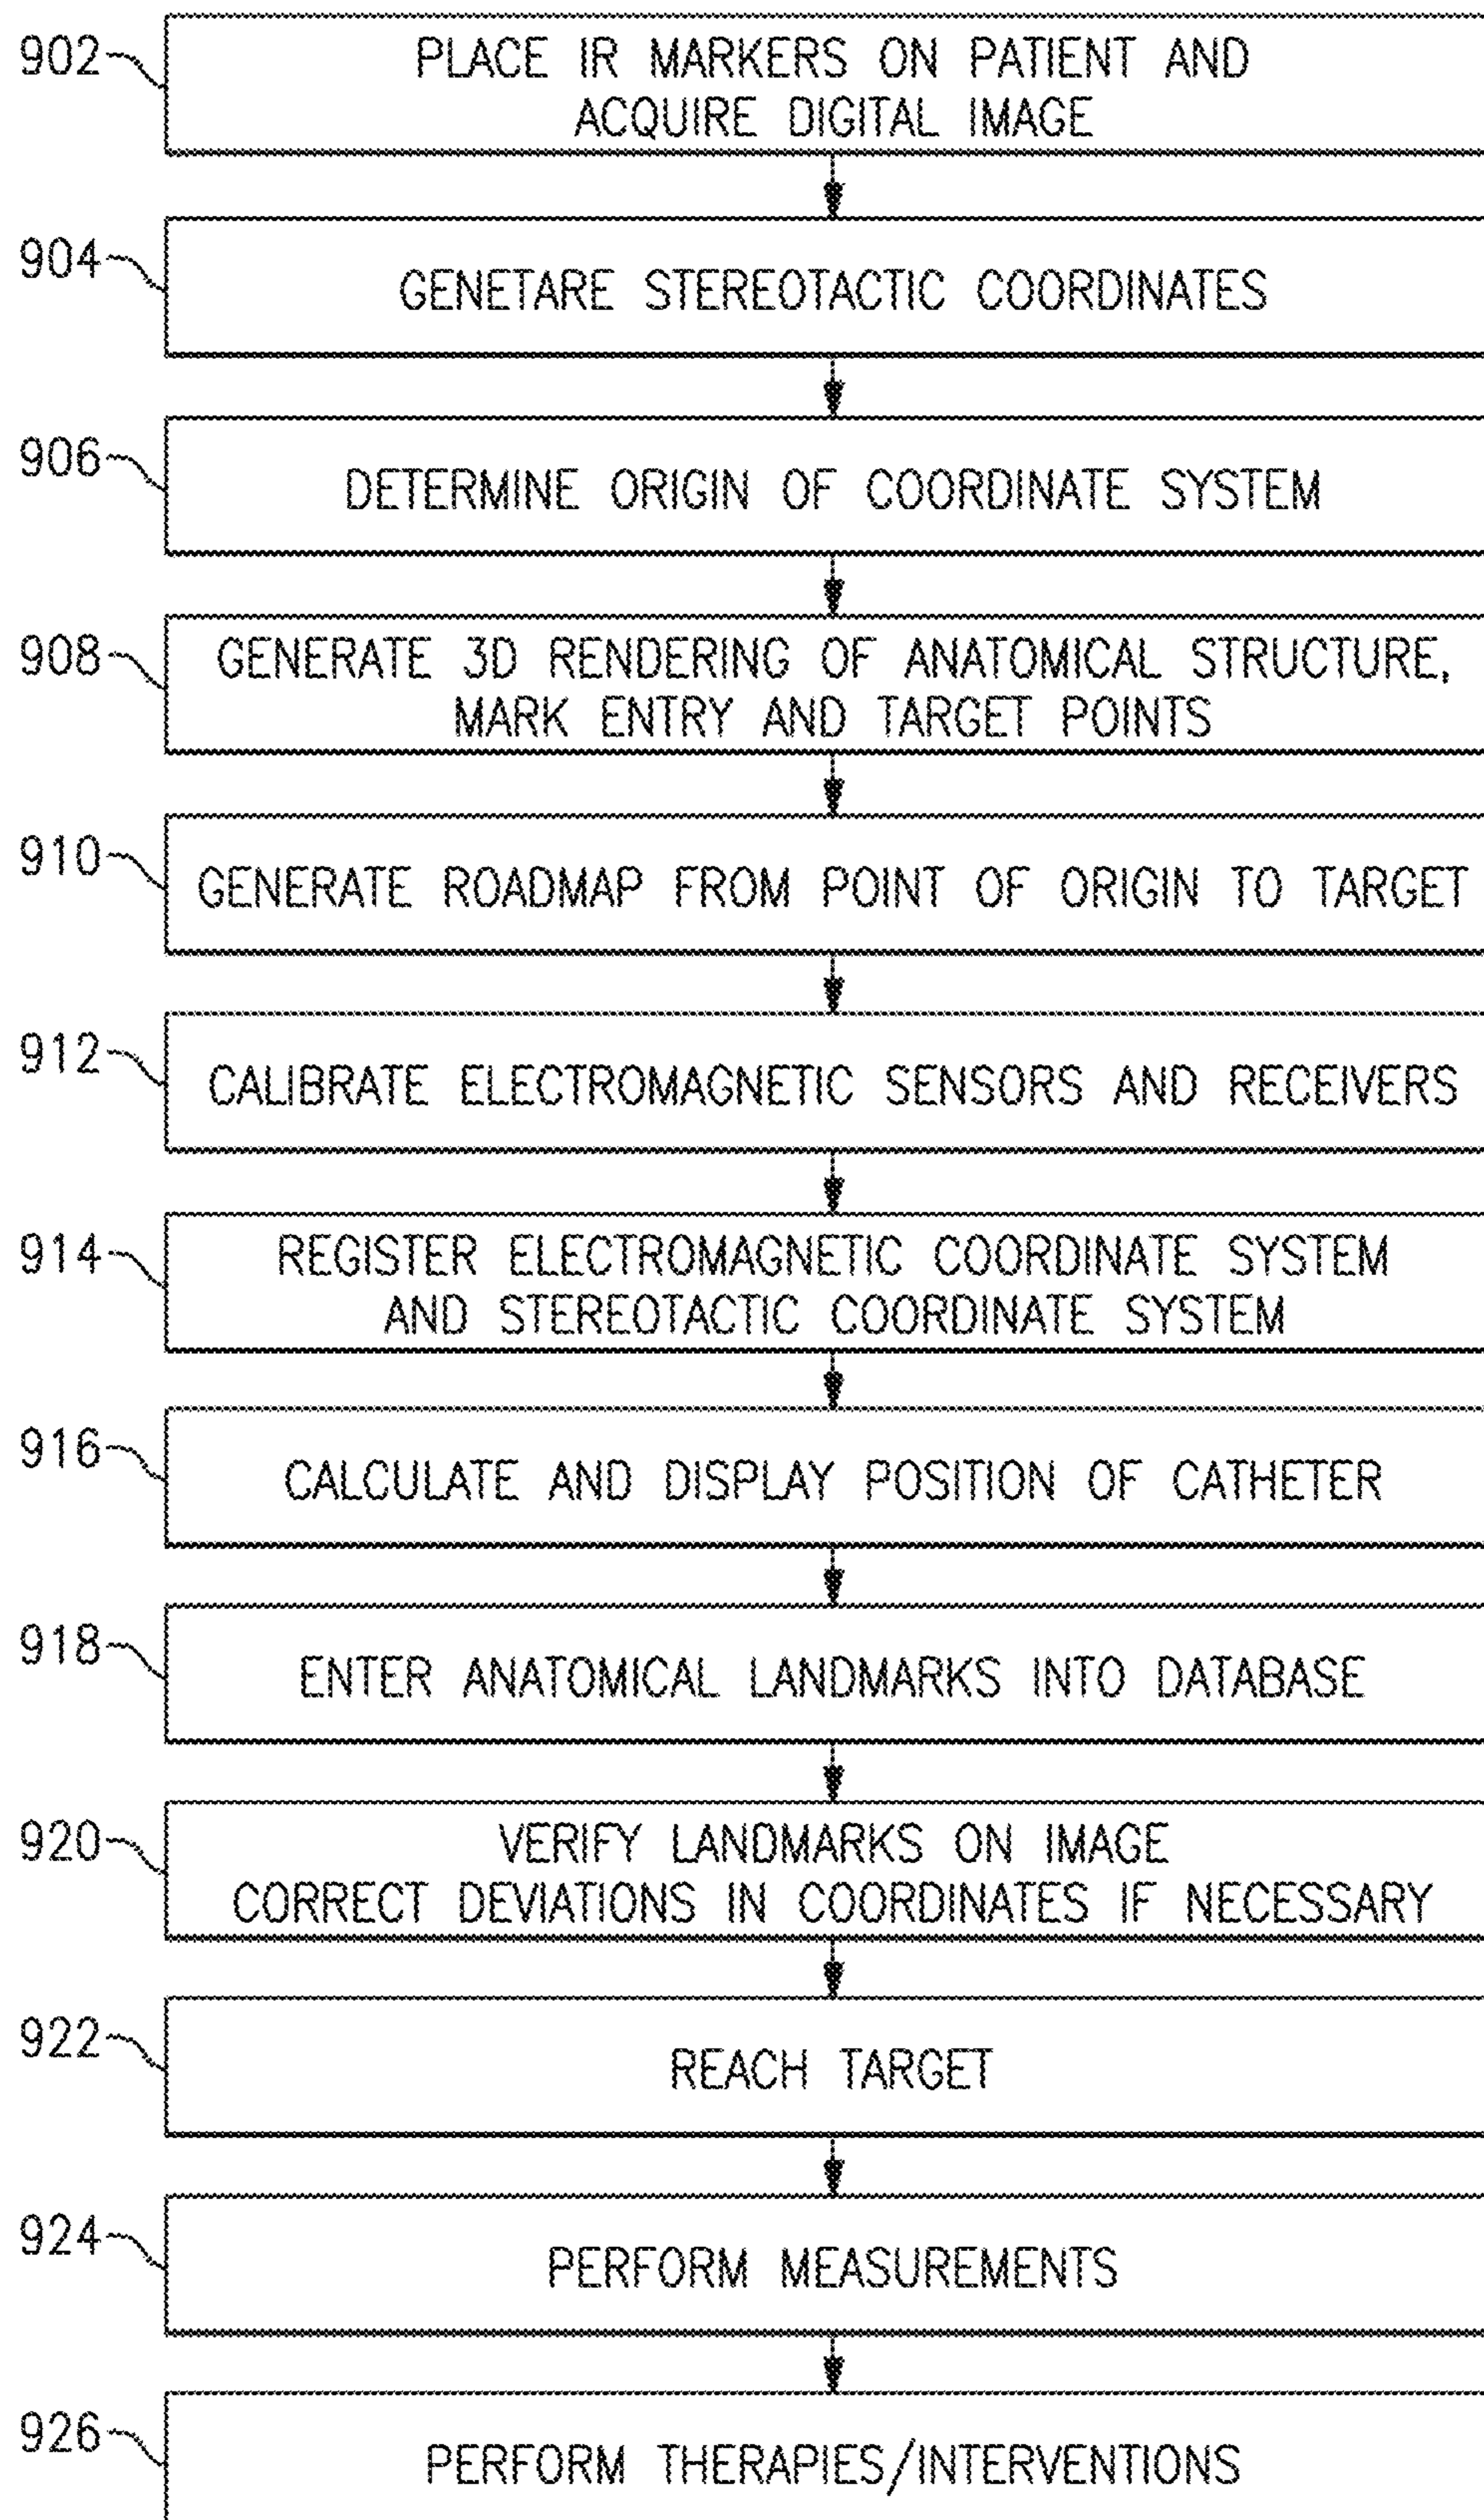 902
PLACE IR MARKERS ON PATIENT AND
ACQUIRE DIGITAL IMAGE
904
GENETARE STEREOTACTIC COORDINATES
906
DETERMINE ORIGIN OF COORDINATE SYSTEM
908
GENERATE 3D RENDERING OF ANATOMICAL STRUCTURE,
MARK ENTRY AND TARGET POINTS
910
GENERATE ROADMAP FROM POINT OF ORIGIN TO TARGET
912
CALIBRATE ELECTROMAGNETIC SENSORS AND RECEIVERS
914
REGISTER ELECTROMAGNETIC COORDINATE SYSTEM
AND STEREOTACTIC COORDINATE SYSTEM
916
CALCULATE AND DISPLAY POSITION OF CATHETER
918
ENTER ANATOMICAL LANDMARKS INTO DATABASE
920
VERIFY LANDMARKS ON IMAGE
CORRECT DEVIATIONS IN COORDINATES IF NECESSARY
922
REACH TARGET
924
PERFORM MEASUREMENTS
926
PERFORM THERAPIES/INTERVENTIONS